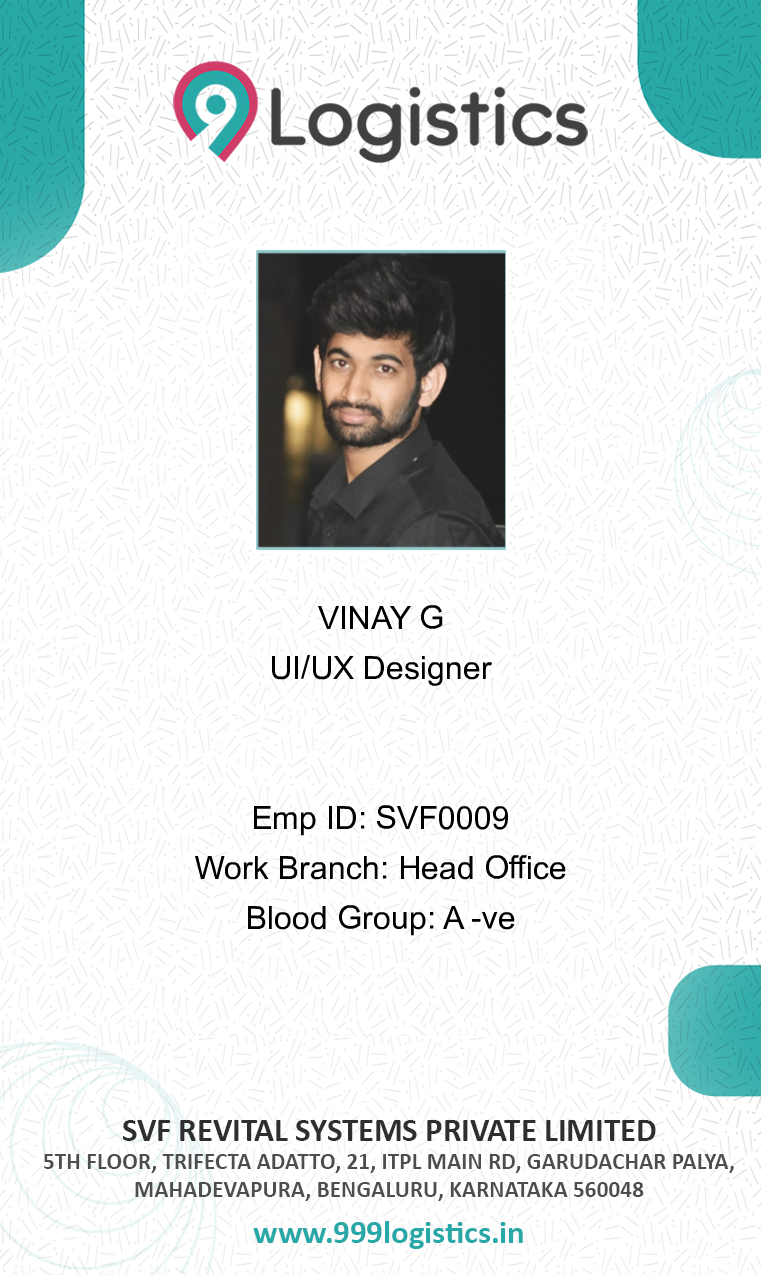 9 Logistics
VINAY G
UI/UX Designer
Emp ID: SVF0009
Work Branch: Head Office
Blood Group: A -ve
SVF REVITAL SYSTEMS PRIVATE LIMITED
5TH FLOOR, TRIFECTA ADATTO, 21, ITPL MAIN RD, GARUDACHAR PALYA,
MAHADEVAPURA, BENGALURU, KARNATAKA 560048
www.999logistics.in